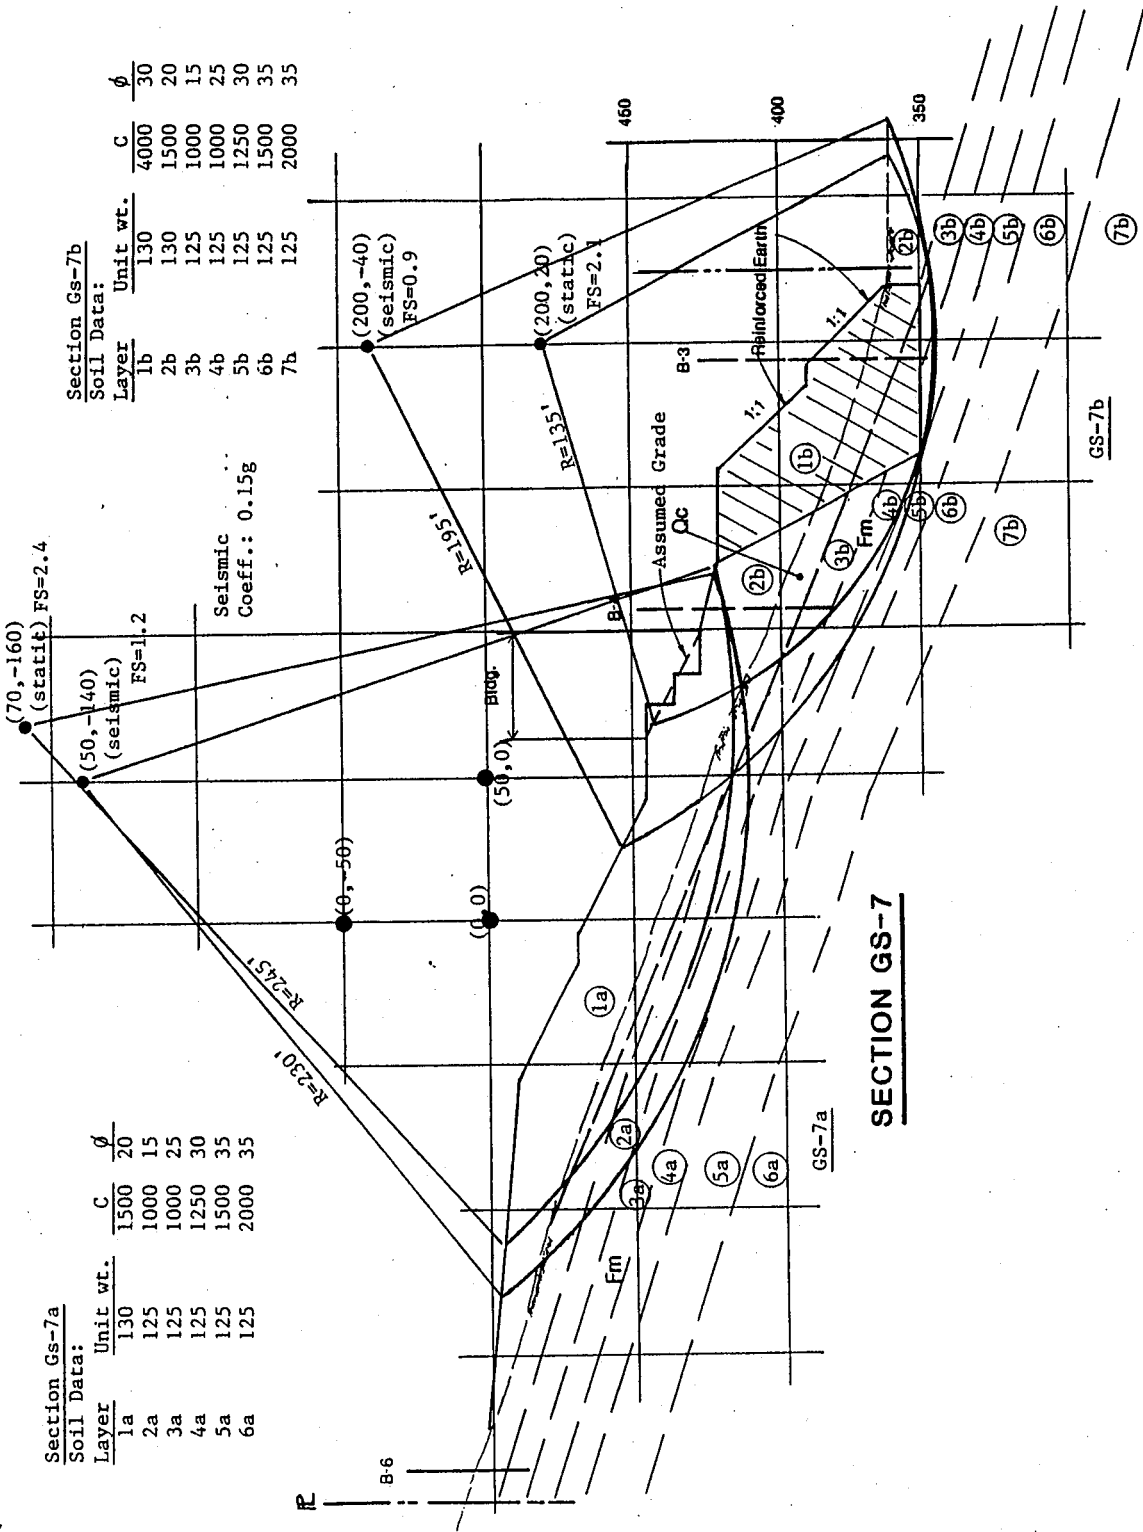 Section Gs-7a
Soil Data:
Layer Unit wt. C ϕ
1a 130 1500 20
2a 125 1000 15
3a 125 1000 25
4a 125 1250 30
5a 125 1500 35
6a 125 2000 35
Section Gs-7b
Soil Data:
Layer Unit wt. C ϕ
1b 130 4000 30
2b 130 1500 20
3b 125 1000 15
4b 125 1000 25
5b 125 1250 30
6b 125 1500 35
7b 125 2000 35
Seismic
Coeff.: 0.15g
(70,-160)
(static) FS=2.4
(50,-140)
(seismic)
FS=1.2
(200,-40)
(seismic)
FS=0.9
(200,20)
(static)
FS=2.1
R=230'
R=245'
R=195'
R=135'
(0,-50)
(0,0)
(50,0)
Bldg.
B-
Assumed Grade
Qc
B-3
Reinforced Earth
1:1
1:1
450
400
350
PL
B-6
1a
2a
3a
4a
5a
6a
Fm
GS-7a
1b
2b
3b
Fm
4b
5b
6b
7b
2b
3b
4b
5b
6b
7b
GS-7b
SECTION GS-7